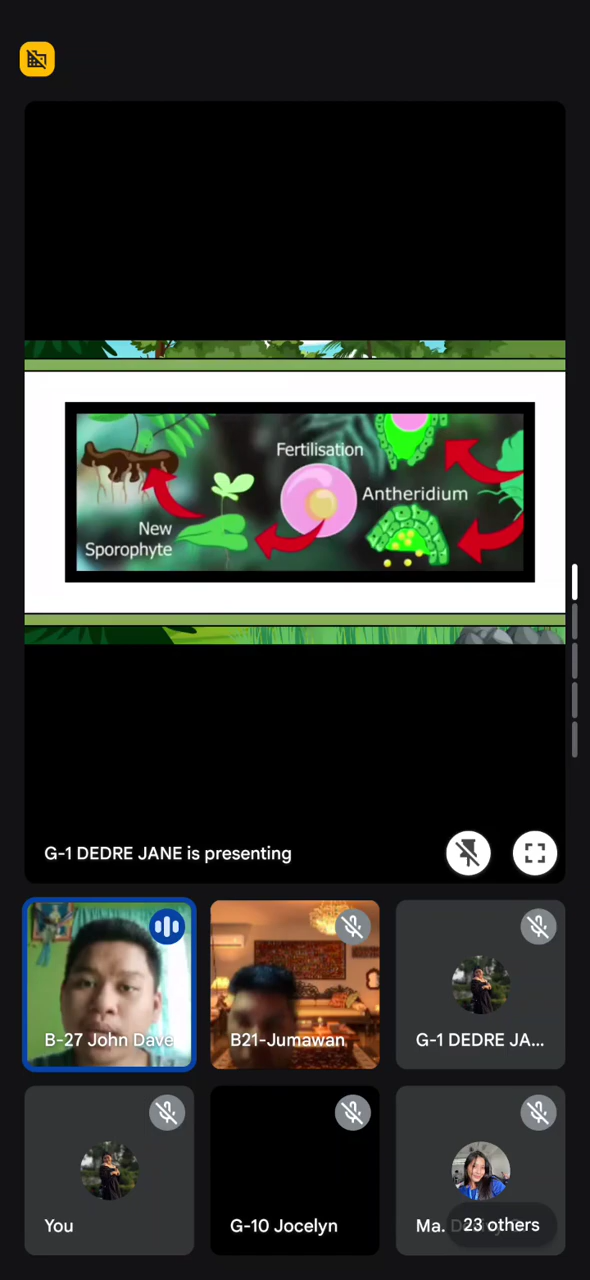 Fertilisation
Antheridium
New
Sporophyte
G-1 DEDRE JANE is presenting
B-27 John Dave
B21-Jumawan
G-1 DEDRE JA...
You
G-10 Jocelyn
Ma.
23 others